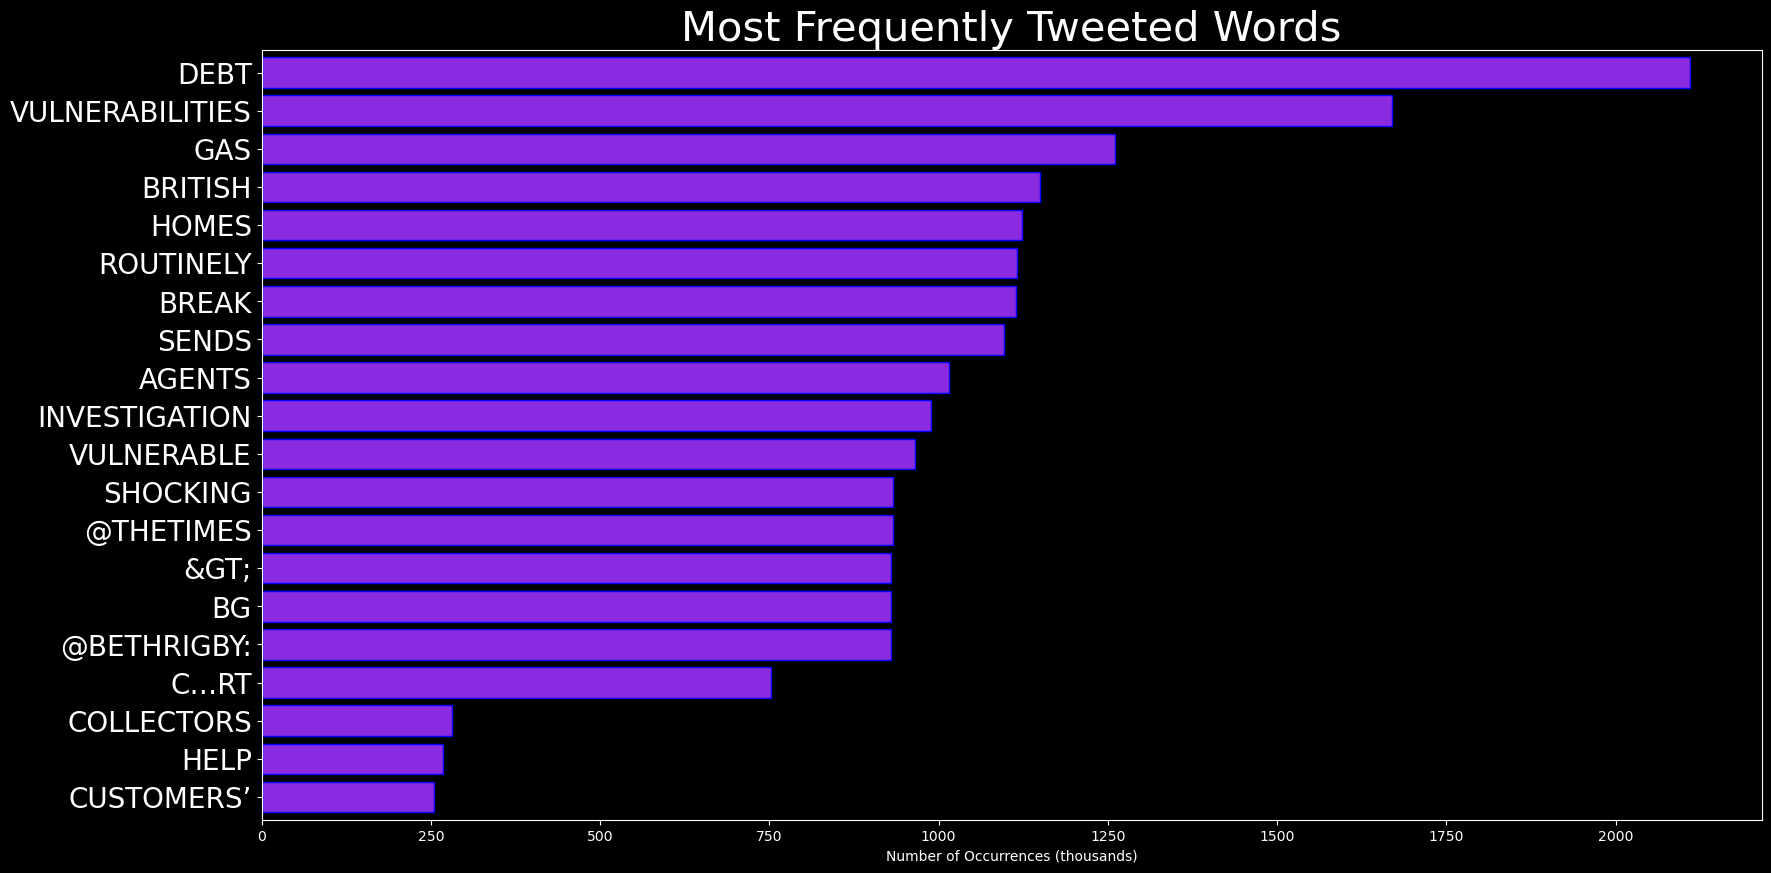 Most Frequently Tweeted Words
DEBT
VULNERABILITIES
GAS
BRITISH
HOMES
ROUTINELY
BREAK
SENDS
AGENTS
INVESTIGATION
VULNERABLE
SHOCKING
@THETIMES
&GT;
BG
@BETHRIGBY:
C…RT
COLLECTORS
HELP
CUSTOMERS’
0 250 500 750 1000 1250 1500 1750 2000
Number of Occurrences (thousands)